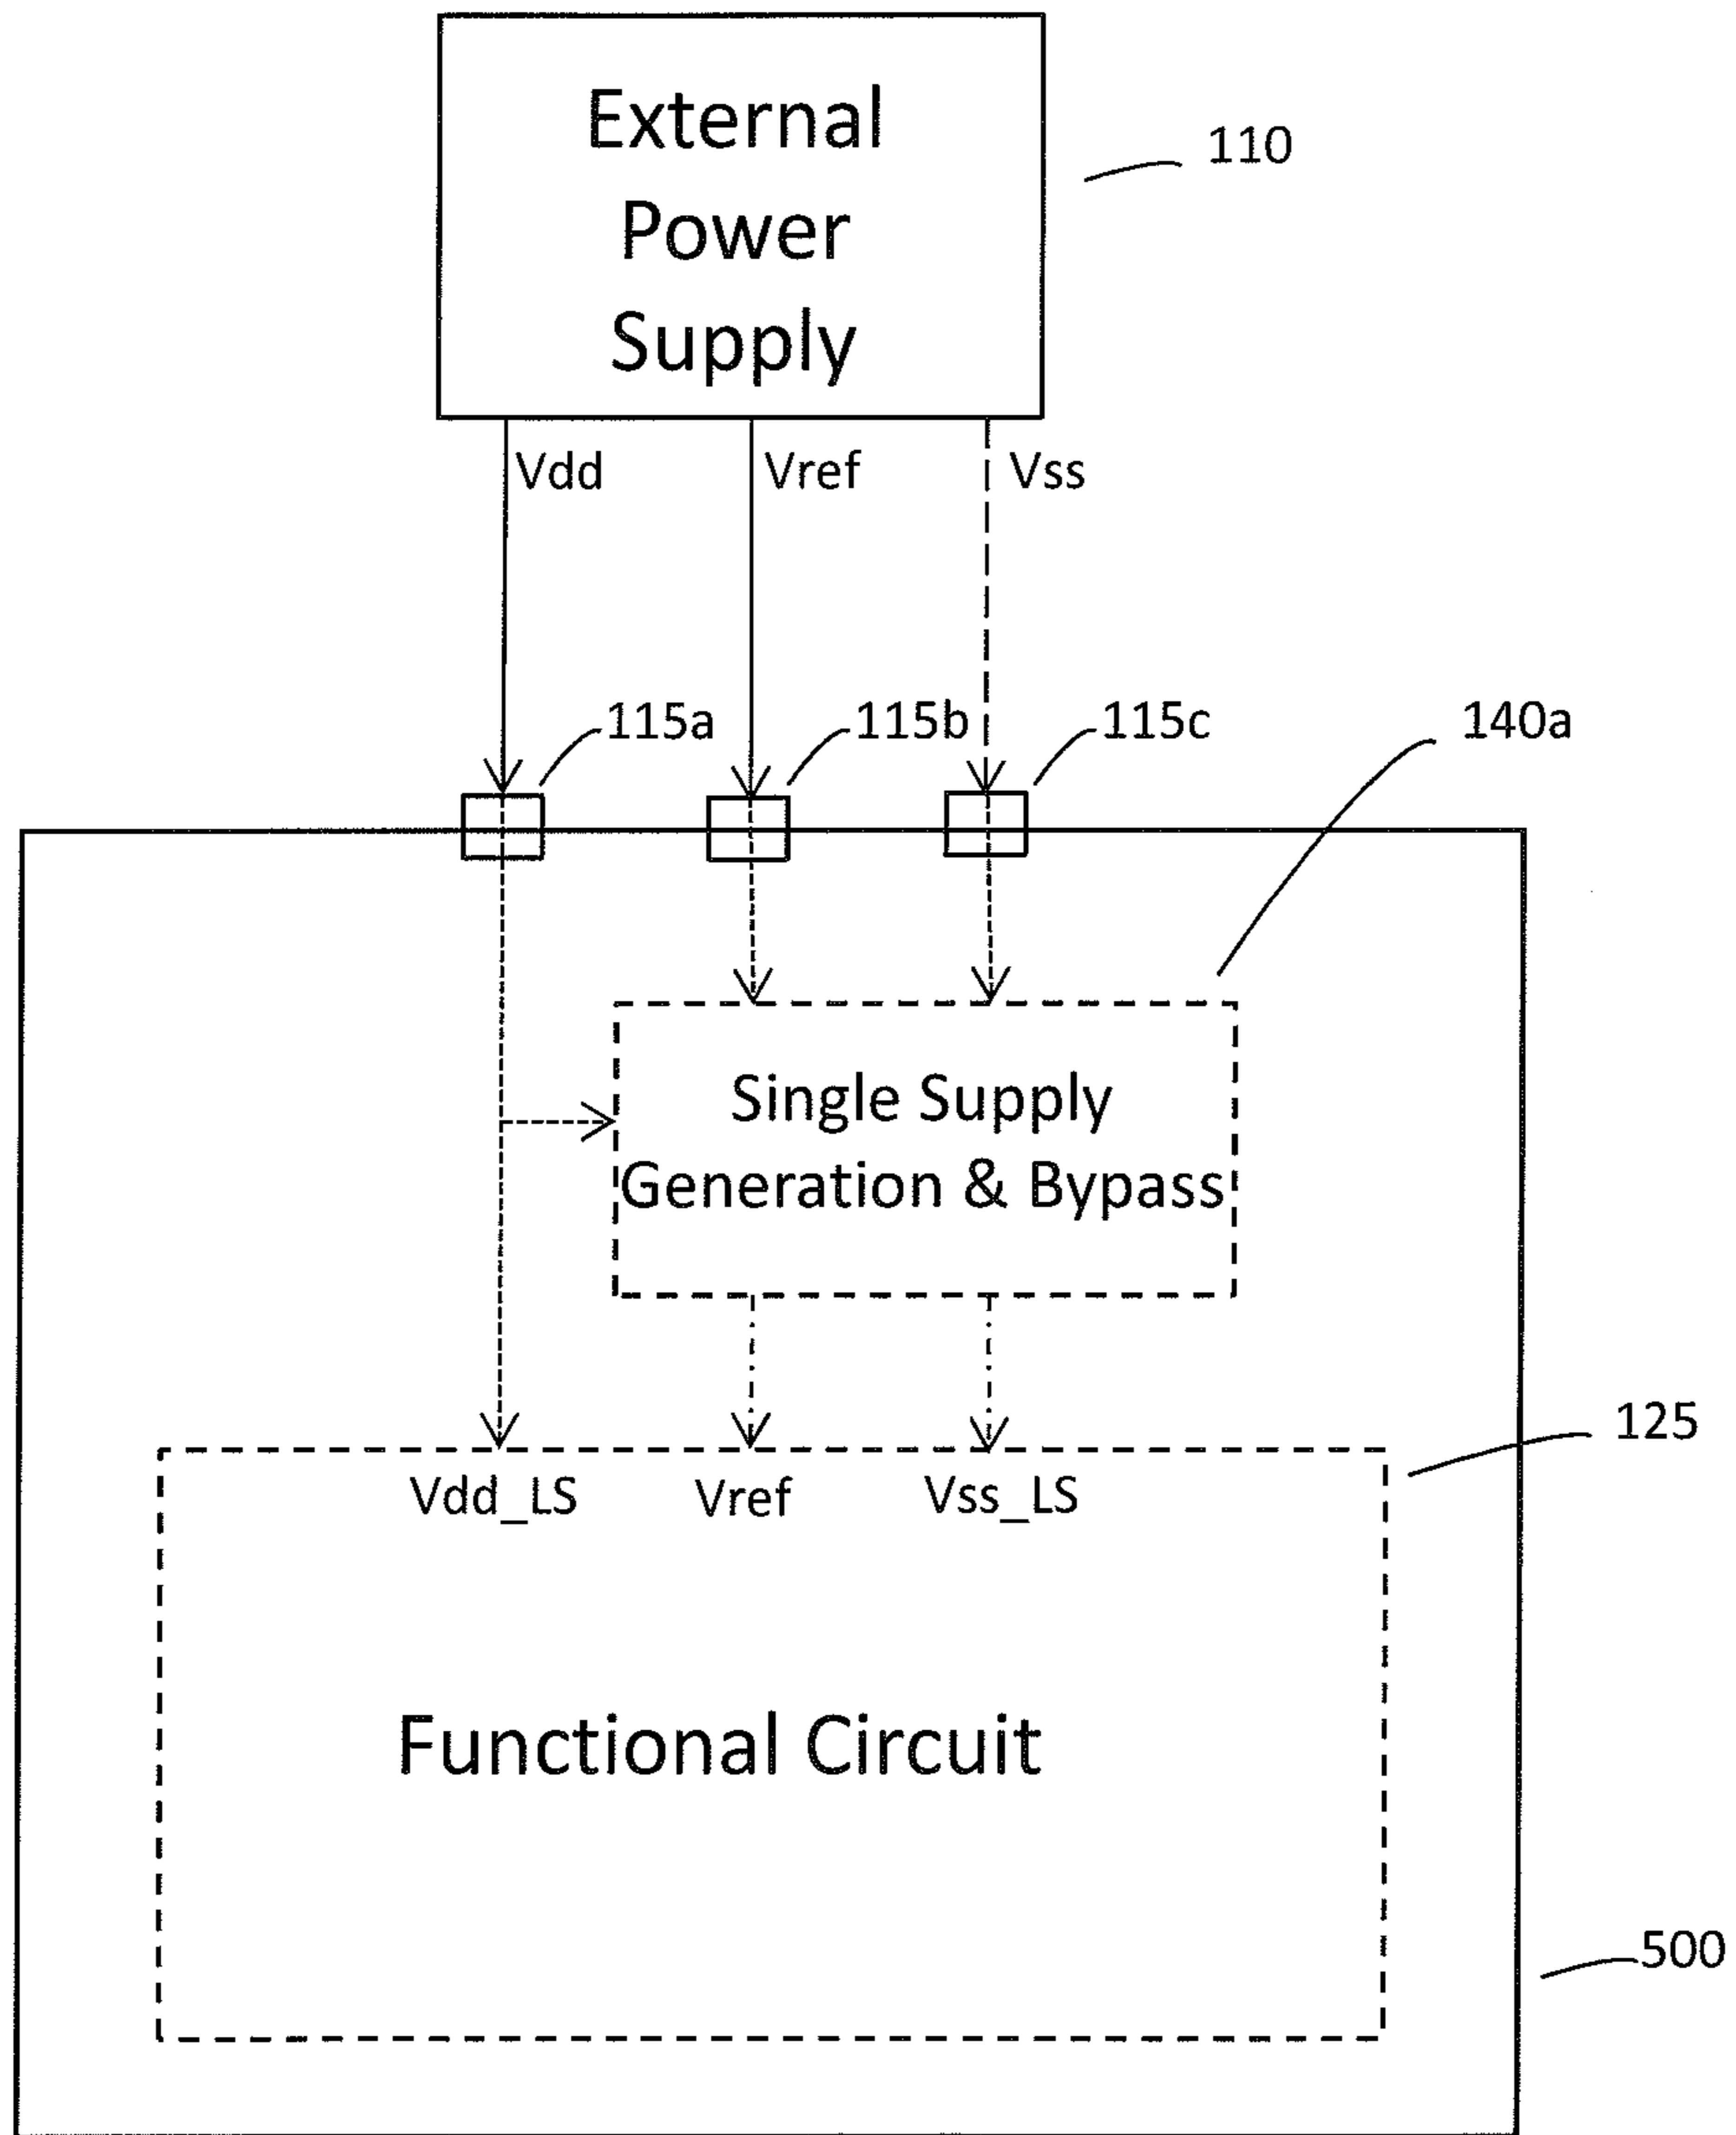 External
Power
Supply
110
Vdd
Vref
Vss
115a
115b
115c
140a
Single Supply
Generation & Bypass
125
Vdd_LS
Vref
Vss_LS
Functional Circuit
500